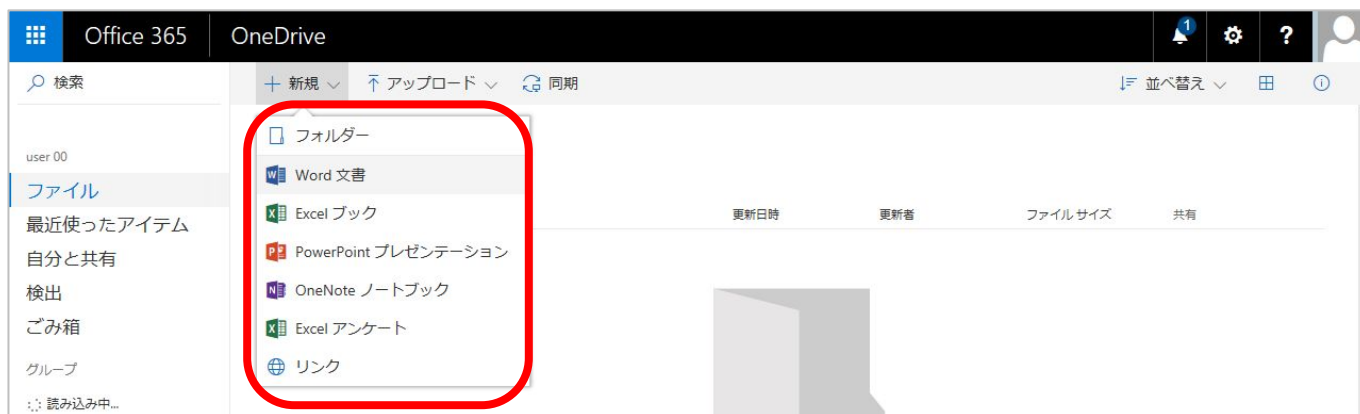 Office 365
OneDrive
1
?
検索
新規
アップロード
同期
並べ替え
フォルダー
Word 文書
Excel ブック
PowerPoint プレゼンテーション
OneNote ノートブック
Excel アンケート
リンク
user 00
ファイル
最近使ったアイテム
自分と共有
検出
ごみ箱
グループ
読み込み中...
更新日時
更新者
ファイル サイズ
共有